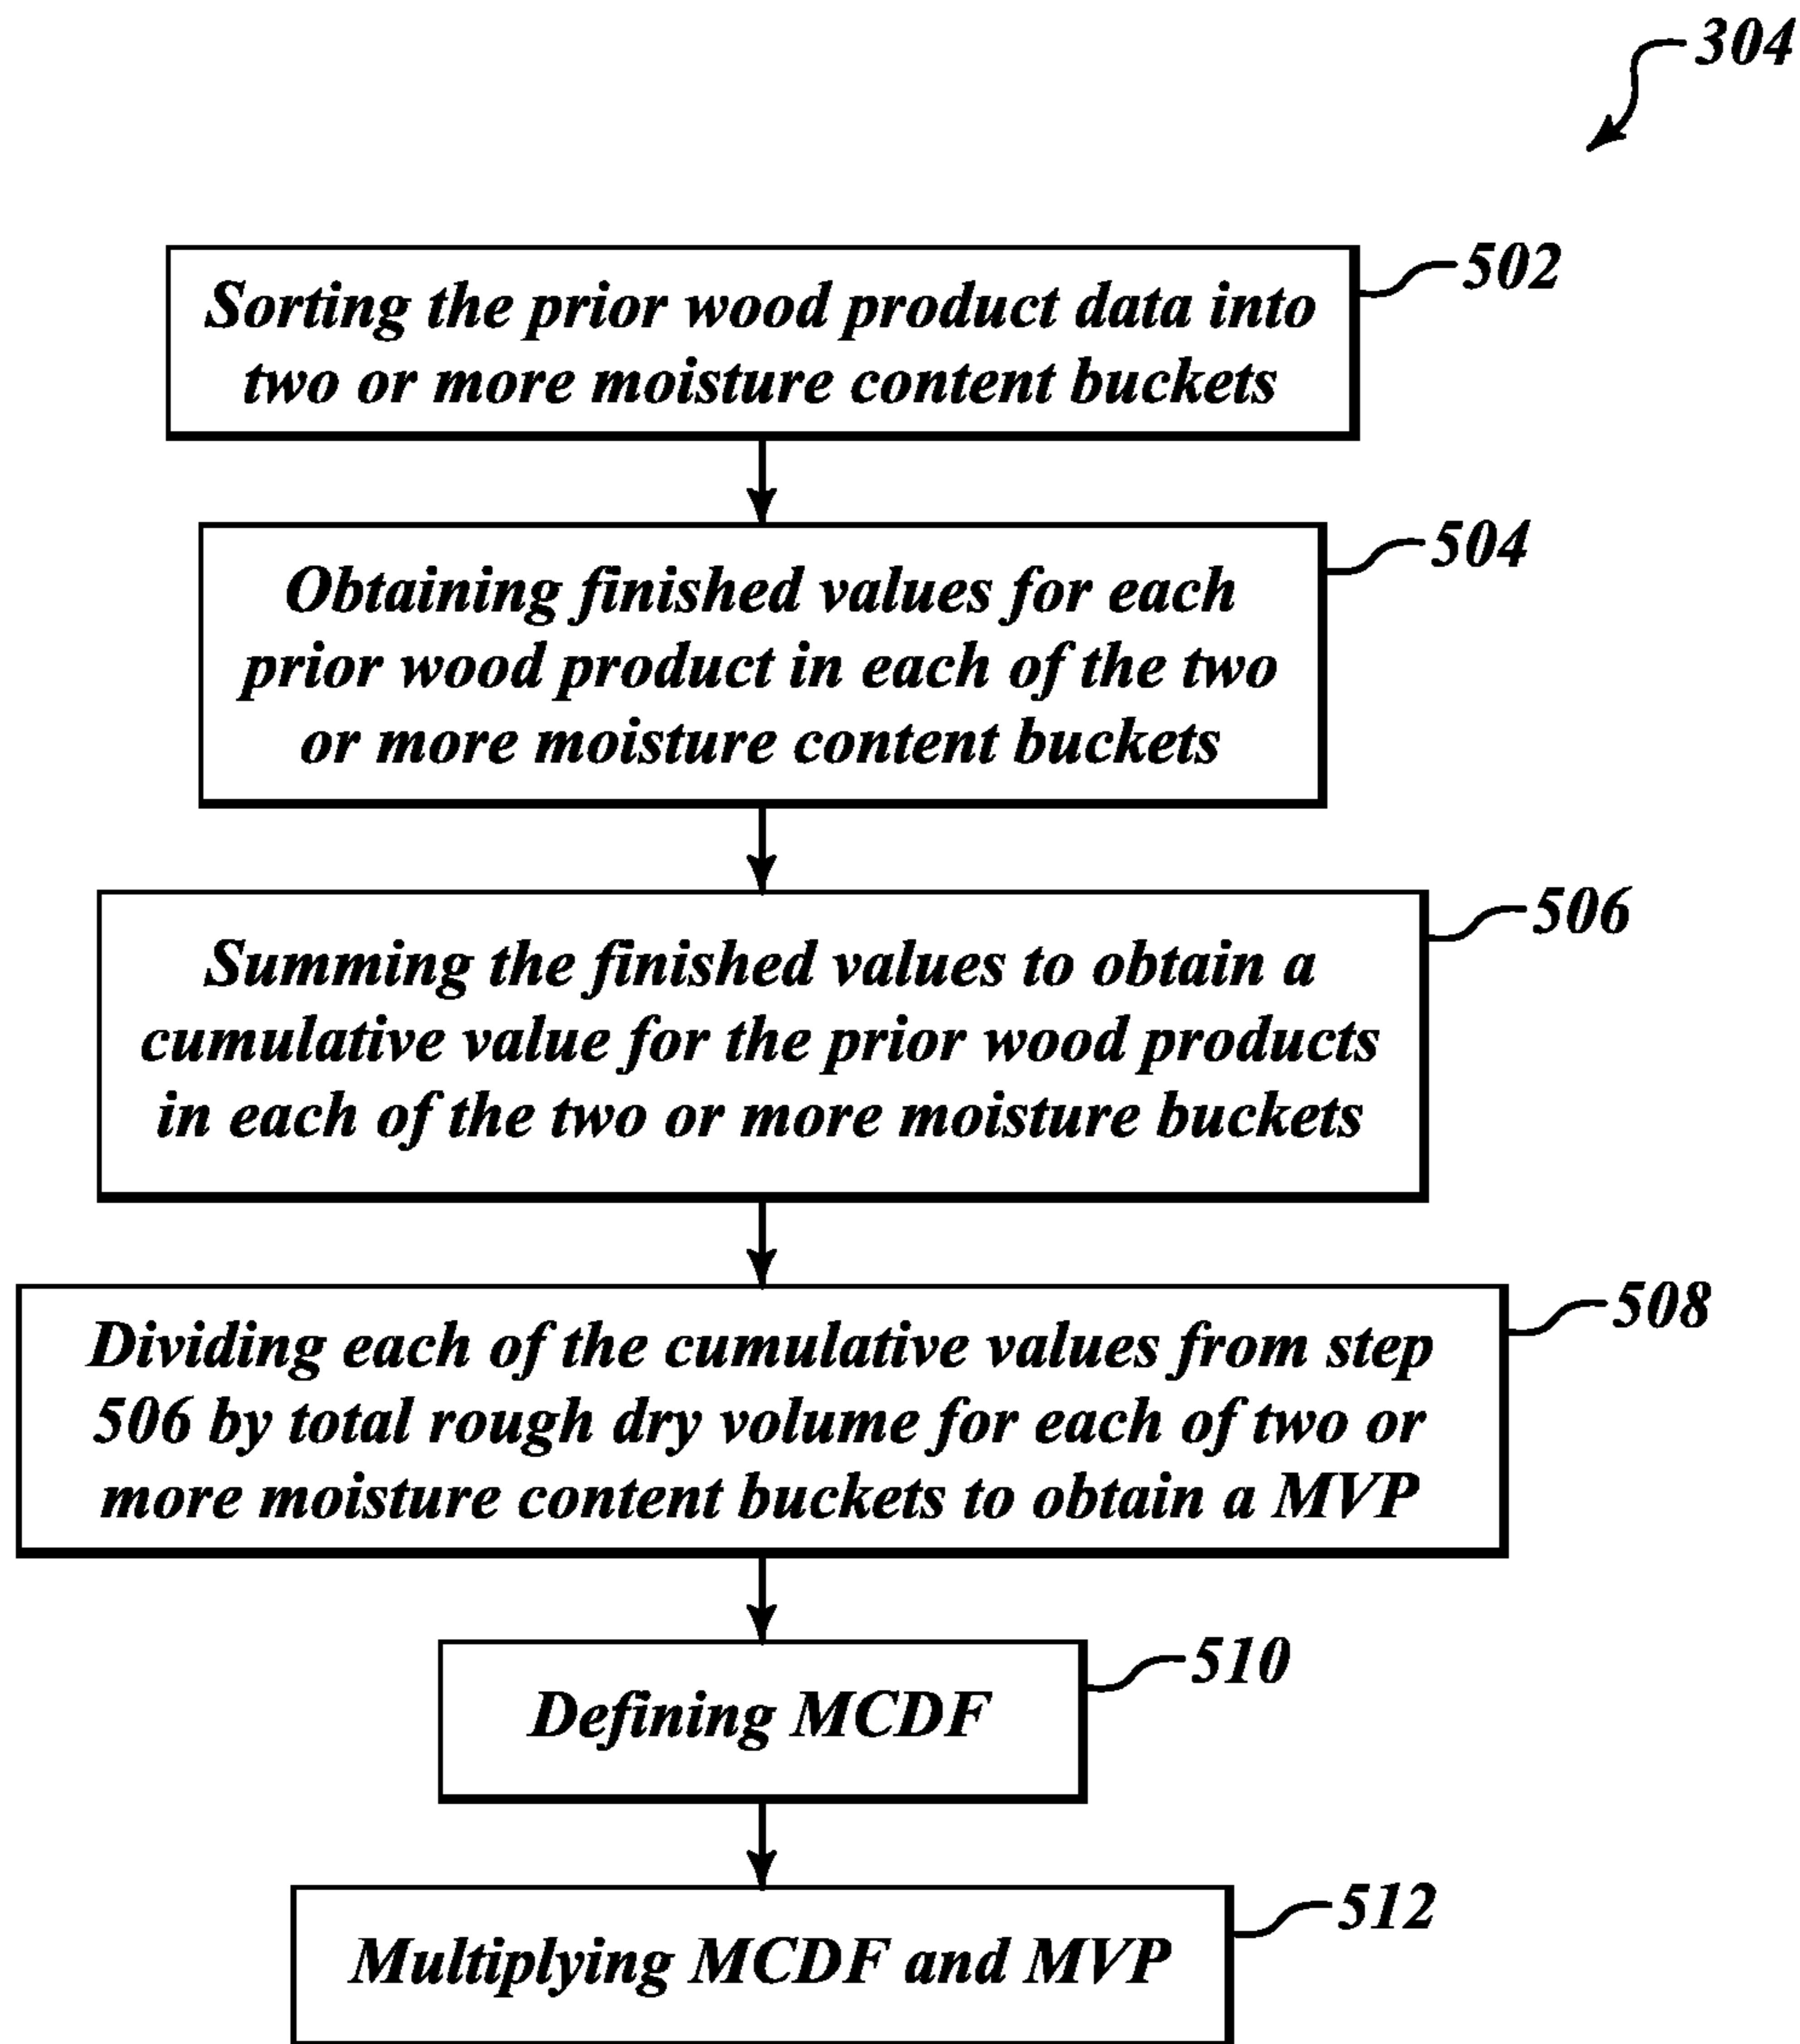 304
502
Sorting the prior wood product data into
two or more moisture content buckets
504
Obtaining finished values for each
prior wood product in each of the two
or more moisture content buckets
506
Summing the finished values to obtain a
cumulative value for the prior wood products
in each of the two or more moisture buckets
508
Dividing each of the cumulative values from step
506 by total rough dry volume for each of two or
more moisture content buckets to obtain a MVP
510
Defining MCDF
512
Multiplying MCDF and MVP